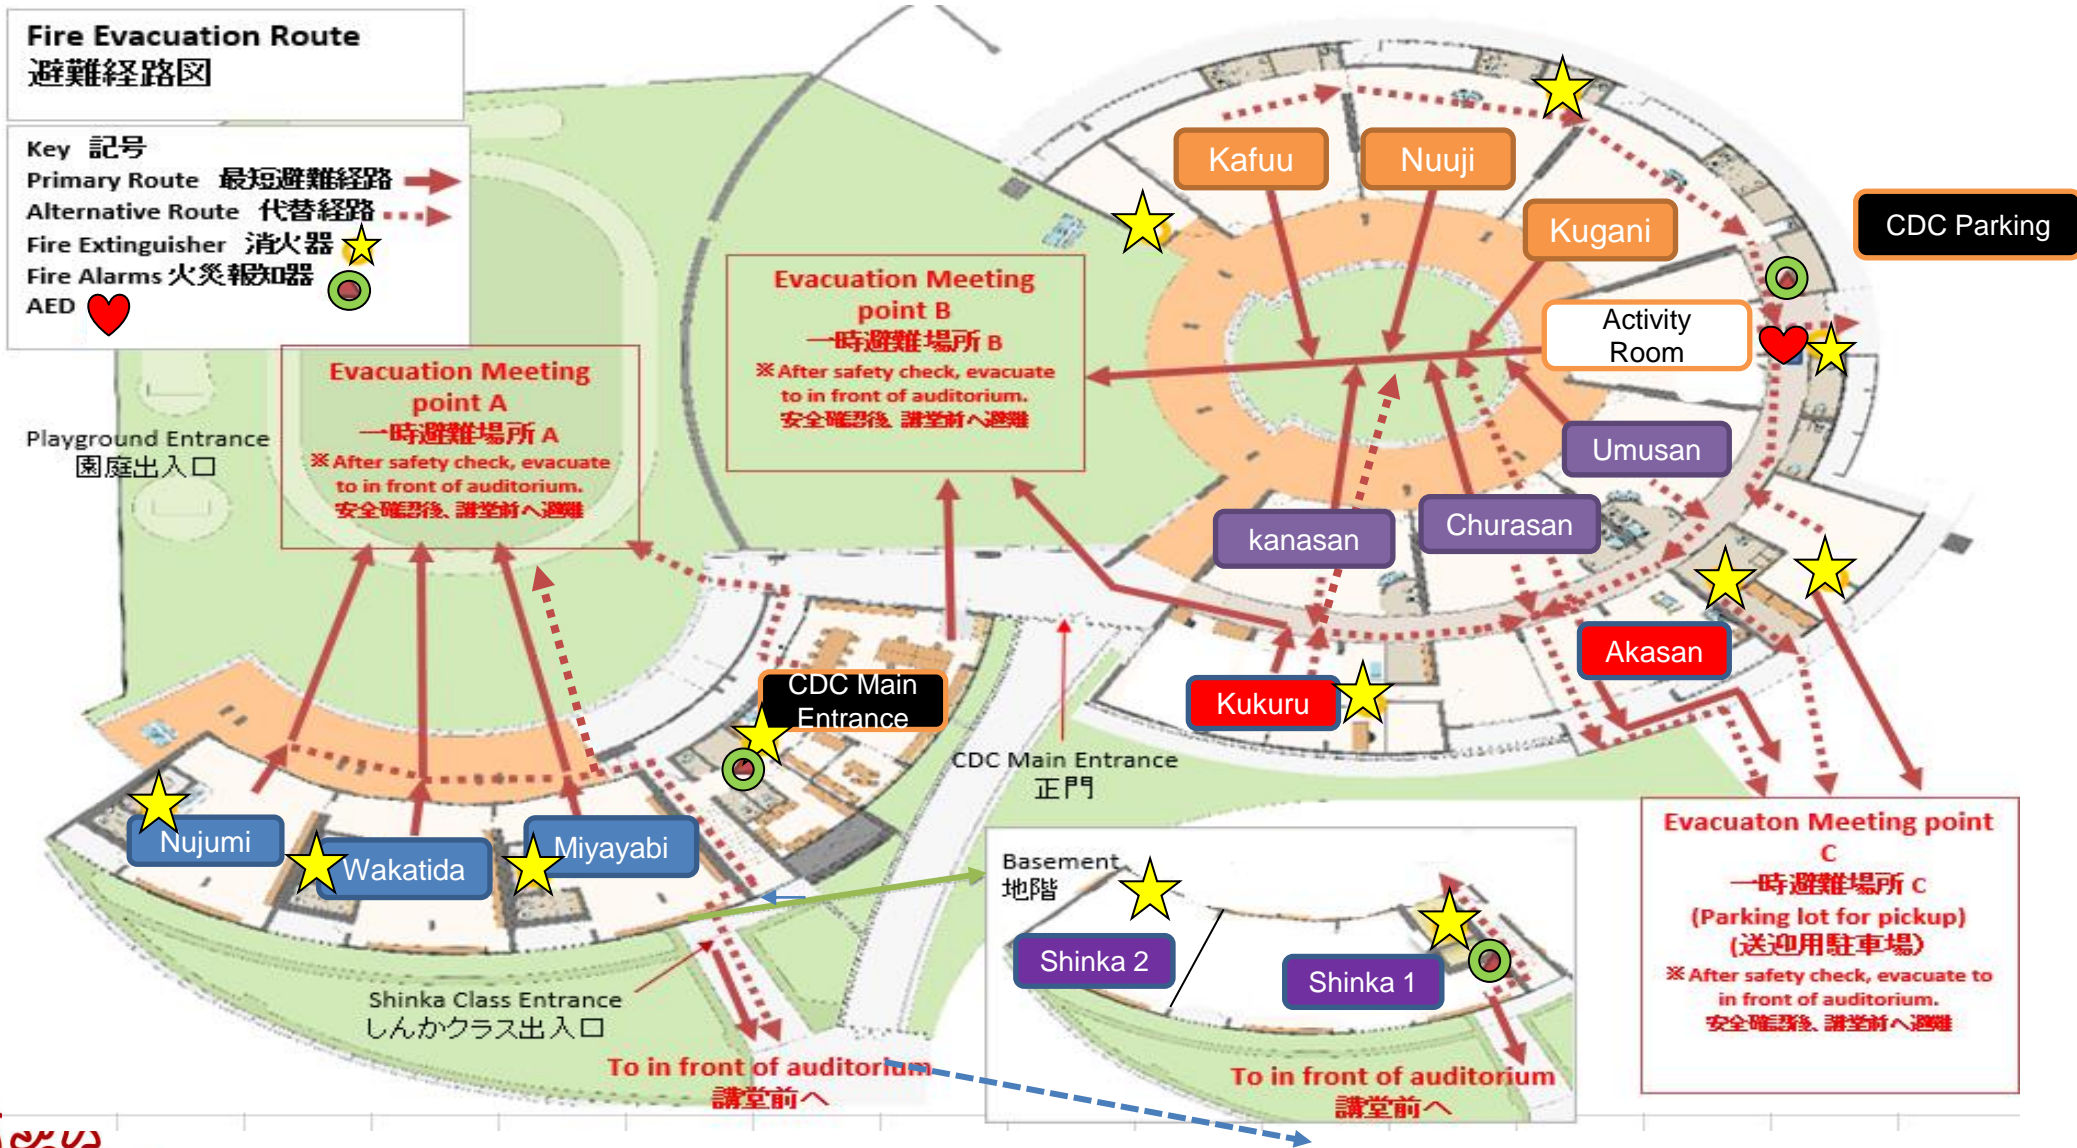 Fire Evacuation Route
避難経路図
Key 記号
Primary Route 最短避難経路
Alternative Route 代替経路
Fire Extinguisher 消火器
Fire Alarms 火災報知器
AED
Kafuu
Nuuji
Kugani
CDC Parking
Activity
Room
Evacuation Meeting
point B
一時避難場所 B
※After safety check, evacuate
to in front of auditorium.
安全確認後、講堂前へ避難
Evacuation Meeting
point A
一時避難場所 A
※After safety check, evacuate
to in front of auditorium.
安全確認後、講堂前へ避難
Playground Entrance
園庭出入口
Umusan
kanasan
Churasan
Akasan
Kukuru
CDC Main
Entrance
CDC Main Entrance
正門
Nujumi
Wakatida
Miyayabi
Basement
地階
Shinka 2
Shinka 1
Shinka Class Entrance
しんかクラス出入口
To in front of auditorium
講堂前へ
To in front of auditorium
講堂前へ
Evacuaton Meeting point
C
一時避難場所 C
(Parking lot for pickup)
(送迎用駐車場)
※After safety check, evacuate to
in front of auditorium.
安全確認後、講堂前へ避難